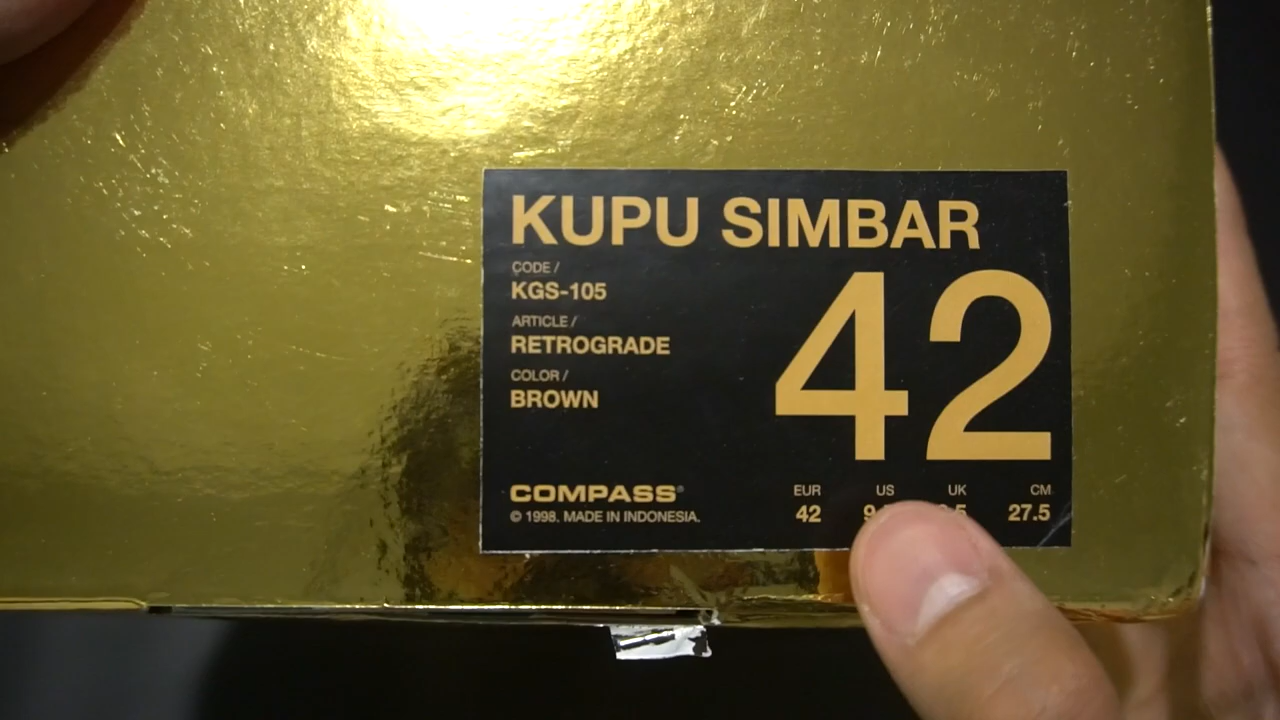 KUPU SIMBAR
CODE /
KGS-105
ARTICLE /
RETROGRADE
COLOR /
BROWN
42
COMPASS®
© 1998. MADE IN INDONESIA.
EUR US UK CM
42 27.5